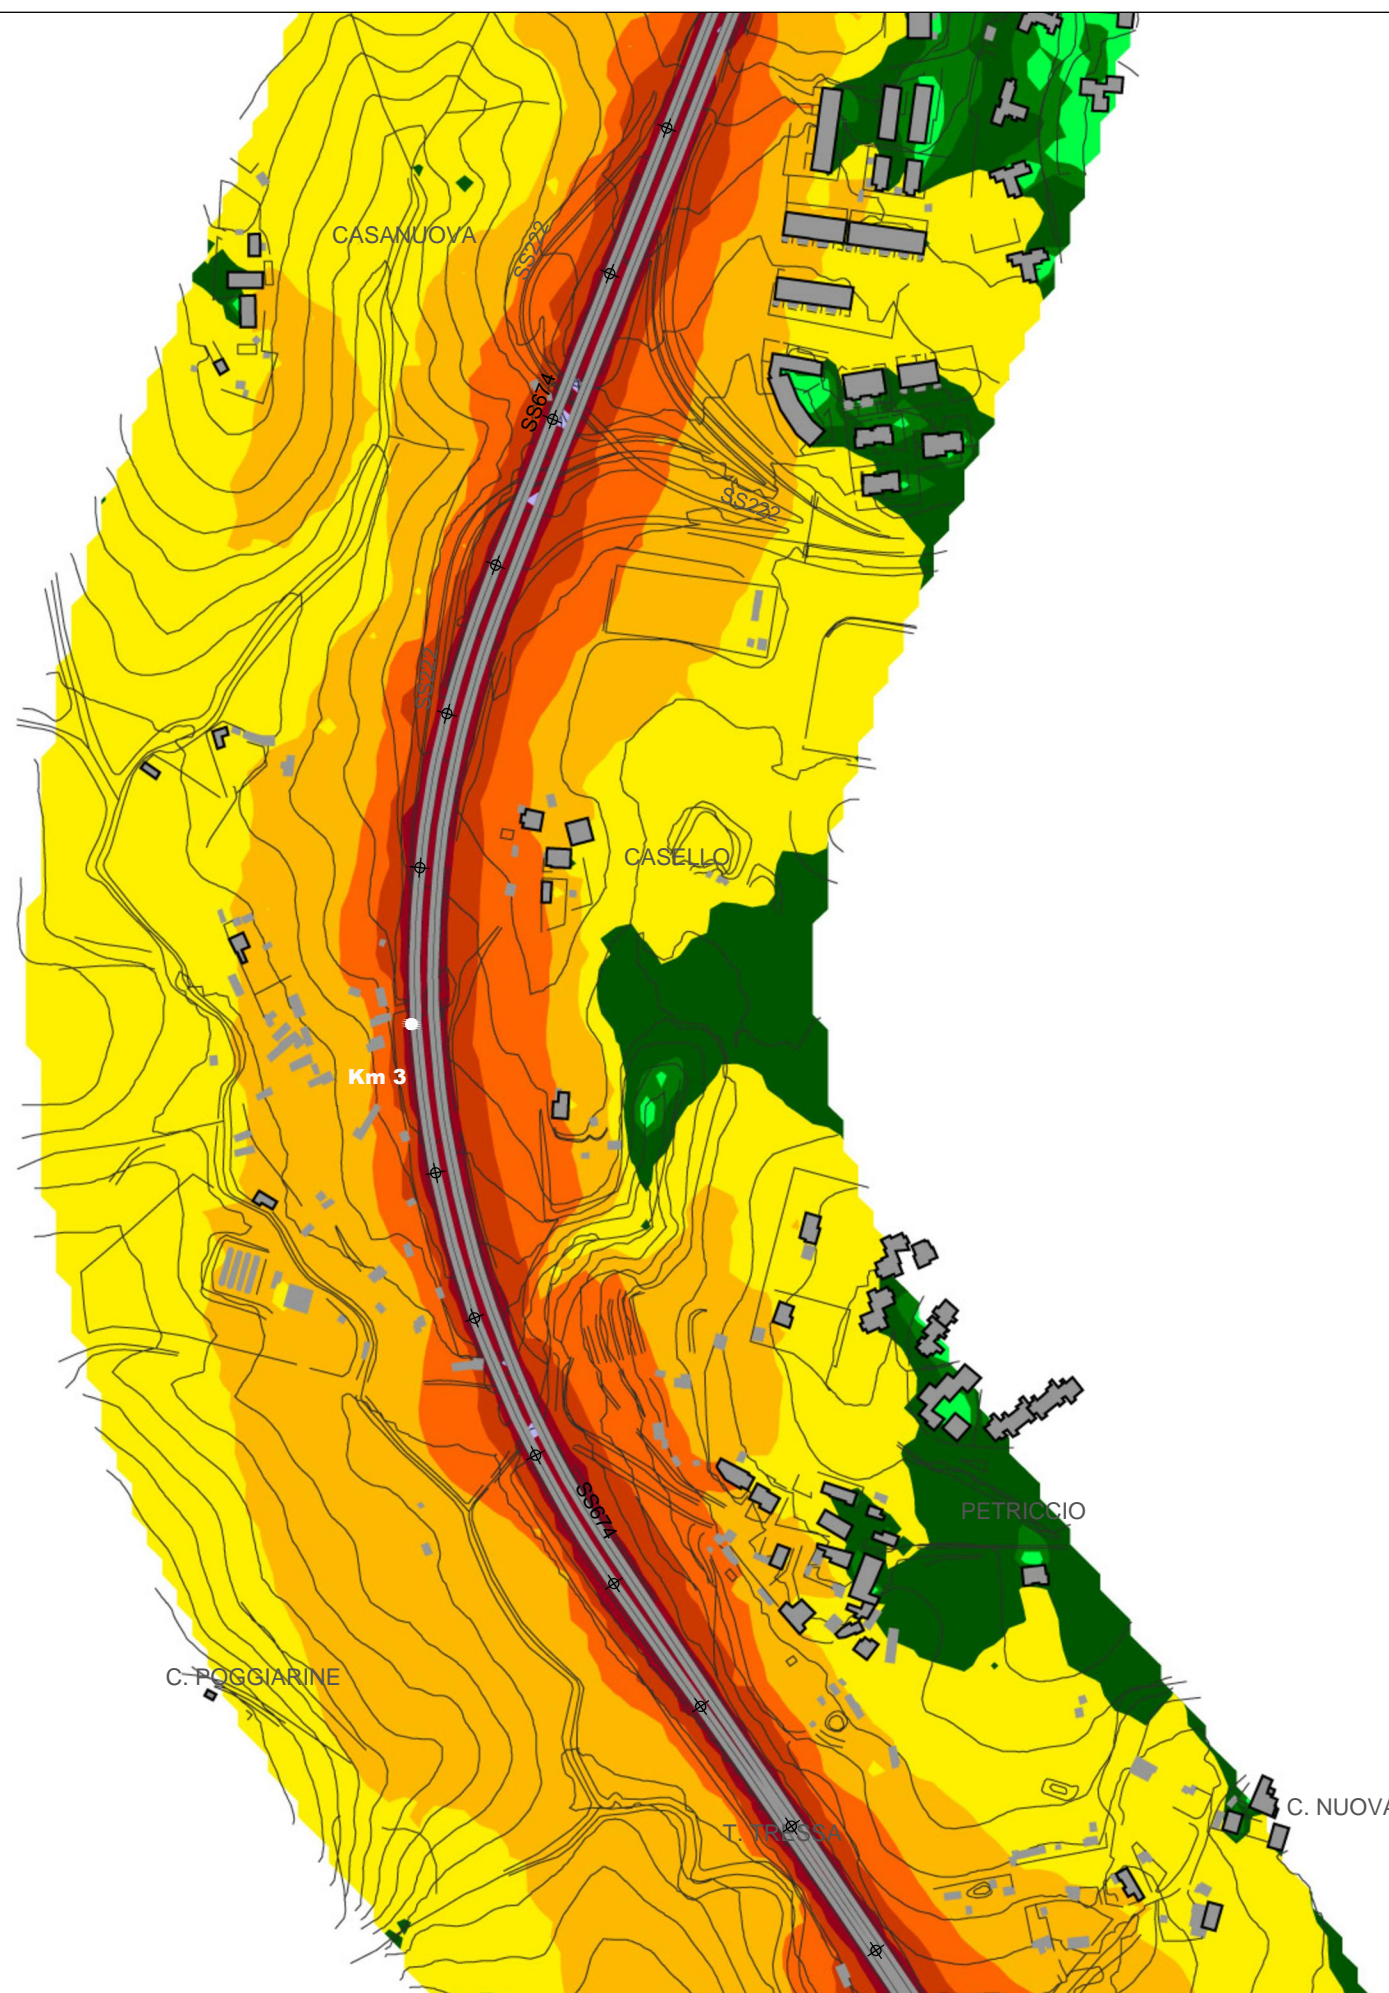 CASANUOVA
SS222
SS674
SS222
SS222
CASELLO
Km 3
SS674
PETRICCIO
C. POGGIARINE
C. NUOVA
T. TRESSA